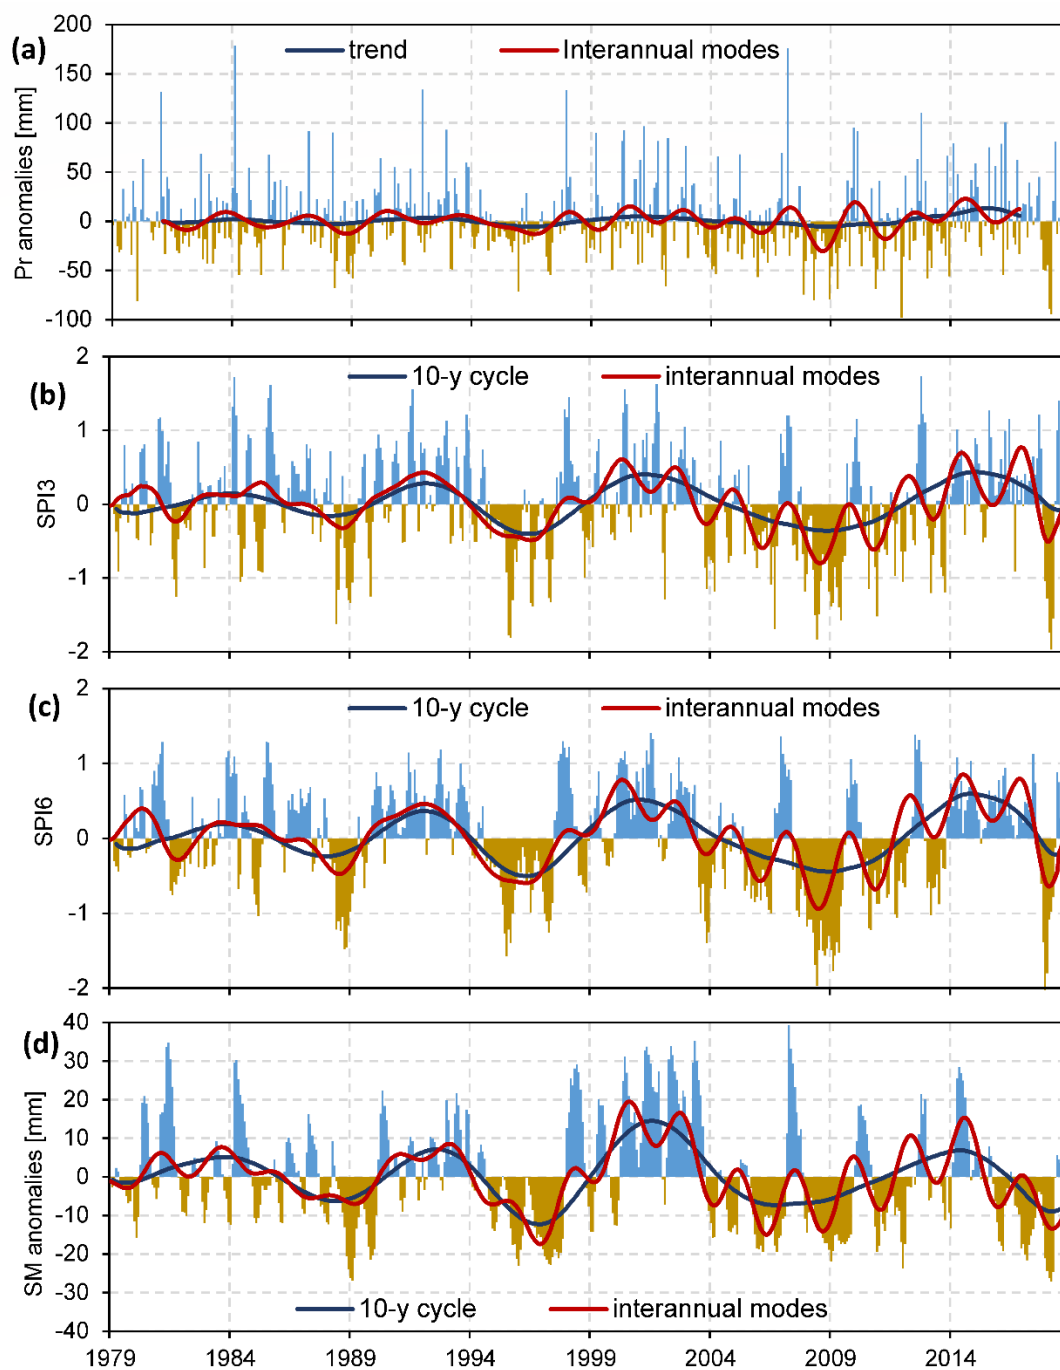 (a)
trend Interannual modes
Pr anomalies [mm]
200
150
100
50
0
-50
-100
(b)
10-y cycle interannual modes
SPI3
2
1
0
-1
-2
(c)
10-y cycle interannual modes
SPI6
2
1
0
-1
-2
(d)
SM anomalies [mm]
40
30
20
10
0
-10
-20
-30
-40
10-y cycle interannual modes
1979 1984 1989 1994 1999 2004 2009 2014